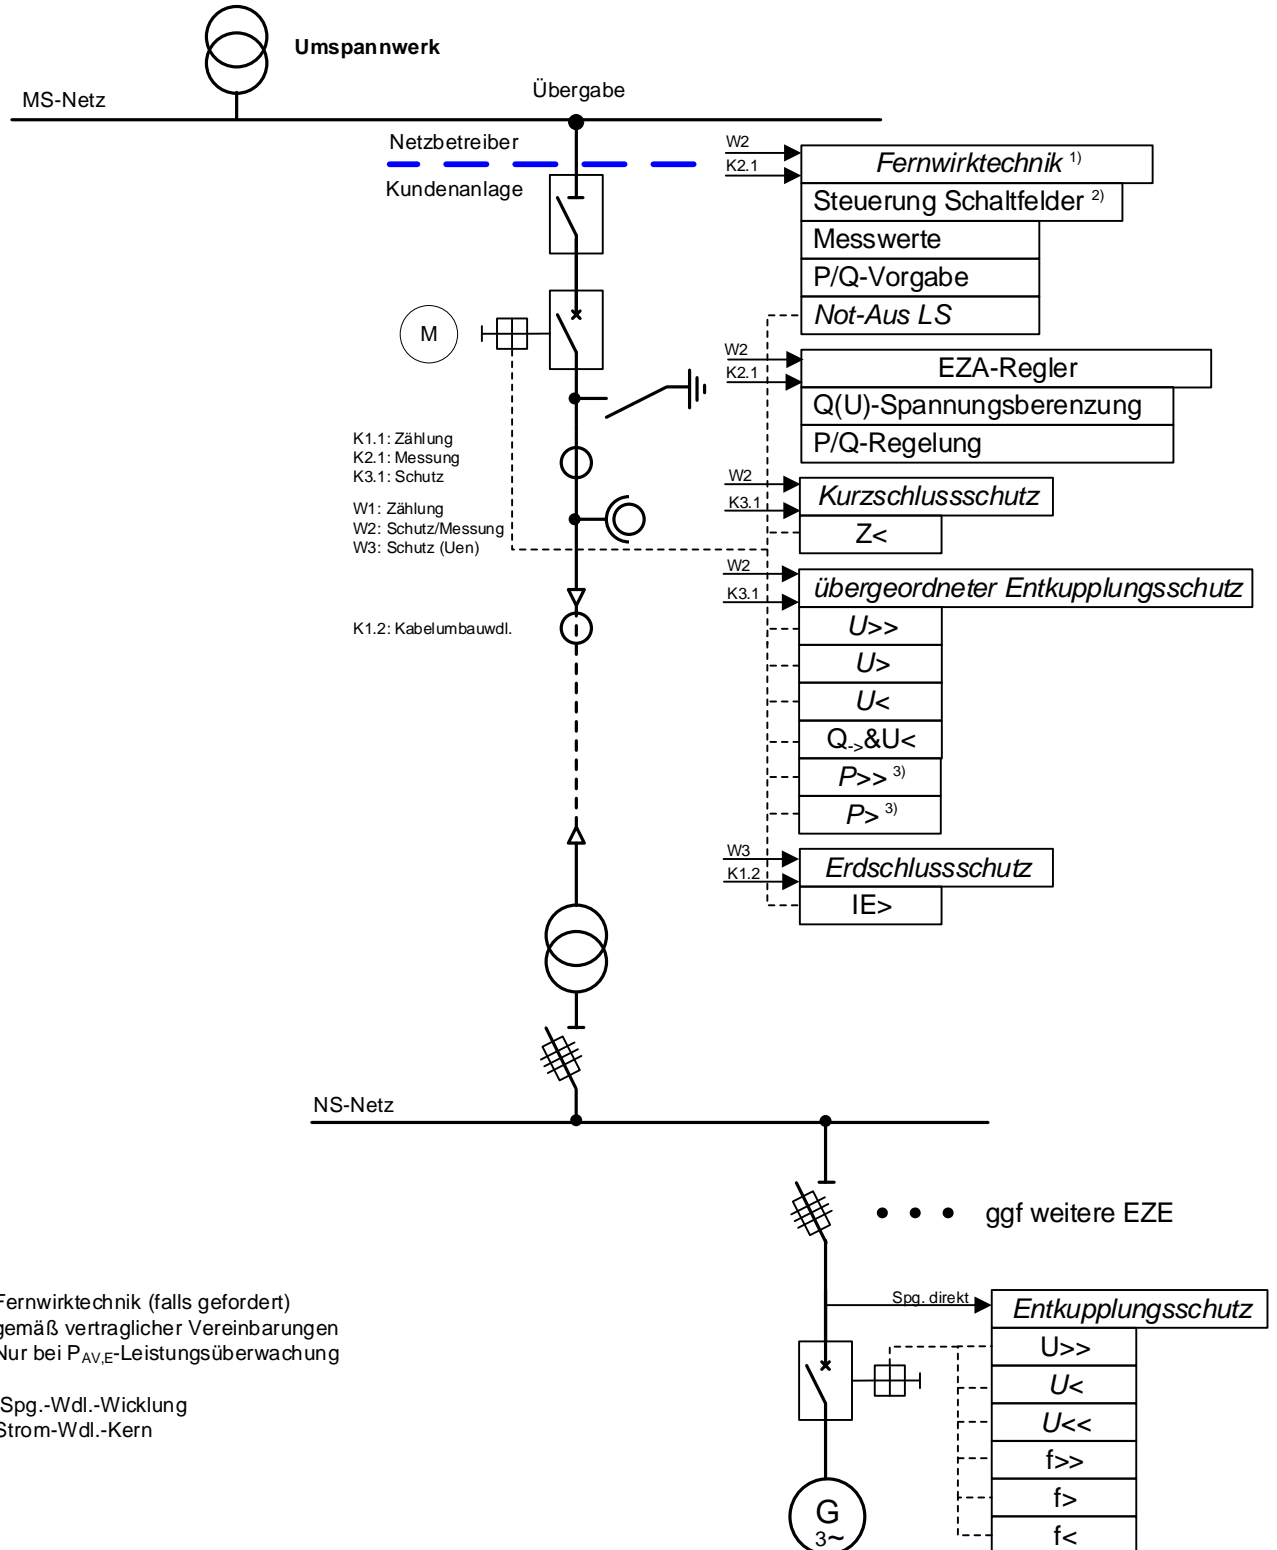 Umspannwerk
MS-Netz
Übergabe
Netzbetreiber
Kundenanlage
M
K1.1: Zählung
K2.1: Messung
K3.1: Schutz
W1: Zählung
W2: Schutz/Messung
W3: Schutz (Uen)
K1.2: Kabelumbauwdl.
W2
K2.1
Fernwirktechnik 1)
Steuerung Schaltfelder 2)
Messwerte
P/Q-Vorgabe
Not-Aus LS
W2
K2.1
EZA-Regler
Q(U)-Spannungsberenzung
P/Q-Regelung
W2
K3.1
Kurzschlussschutz
Z<
W2
K3.1
übergeordneter Entkupplungsschutz
U>>
U>
U<
Q->&U<
P>> 3)
P> 3)
W3
K1.2
Erdschlussschutz
IE>
NS-Netz
ggf weitere EZE
Spg. direkt
Entkupplungsschutz
U>>
U<
U<<
f>>
f>
f<
G
3~
Fernwirktechnik (falls gefordert)
gemäß vertraglicher Vereinbarungen
Nur bei PAV,E-Leistungsüberwachung
Spg.-Wdl.-Wicklung
Strom-Wdl.-Kern